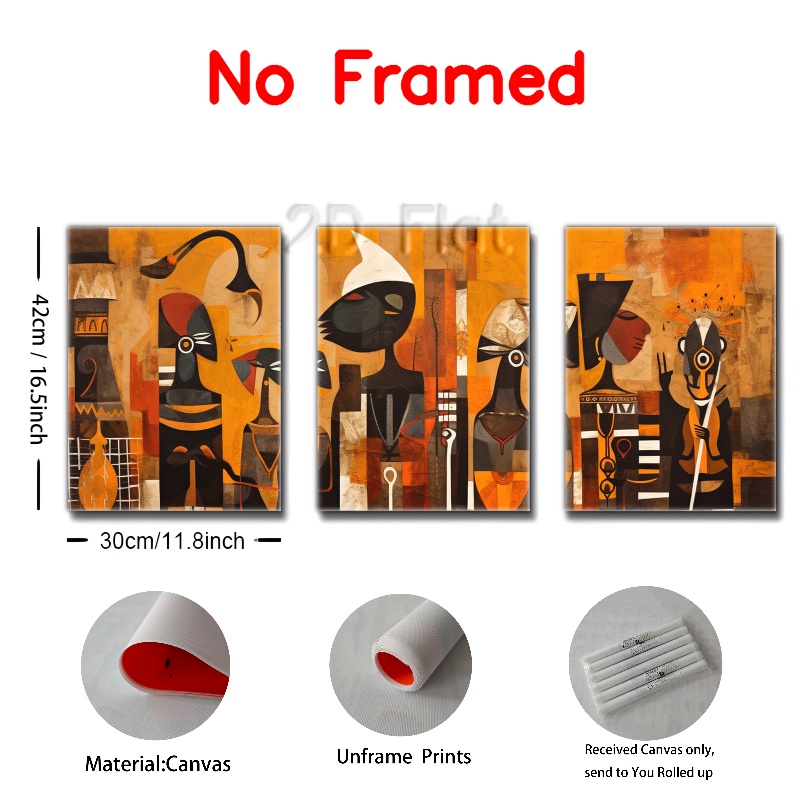 No Framed
2D Flat
42cm / 16.5inch
30cm/11.8inch
Material:Canvas
Unframe Prints
Received Canvas only,
send to You Rolled up